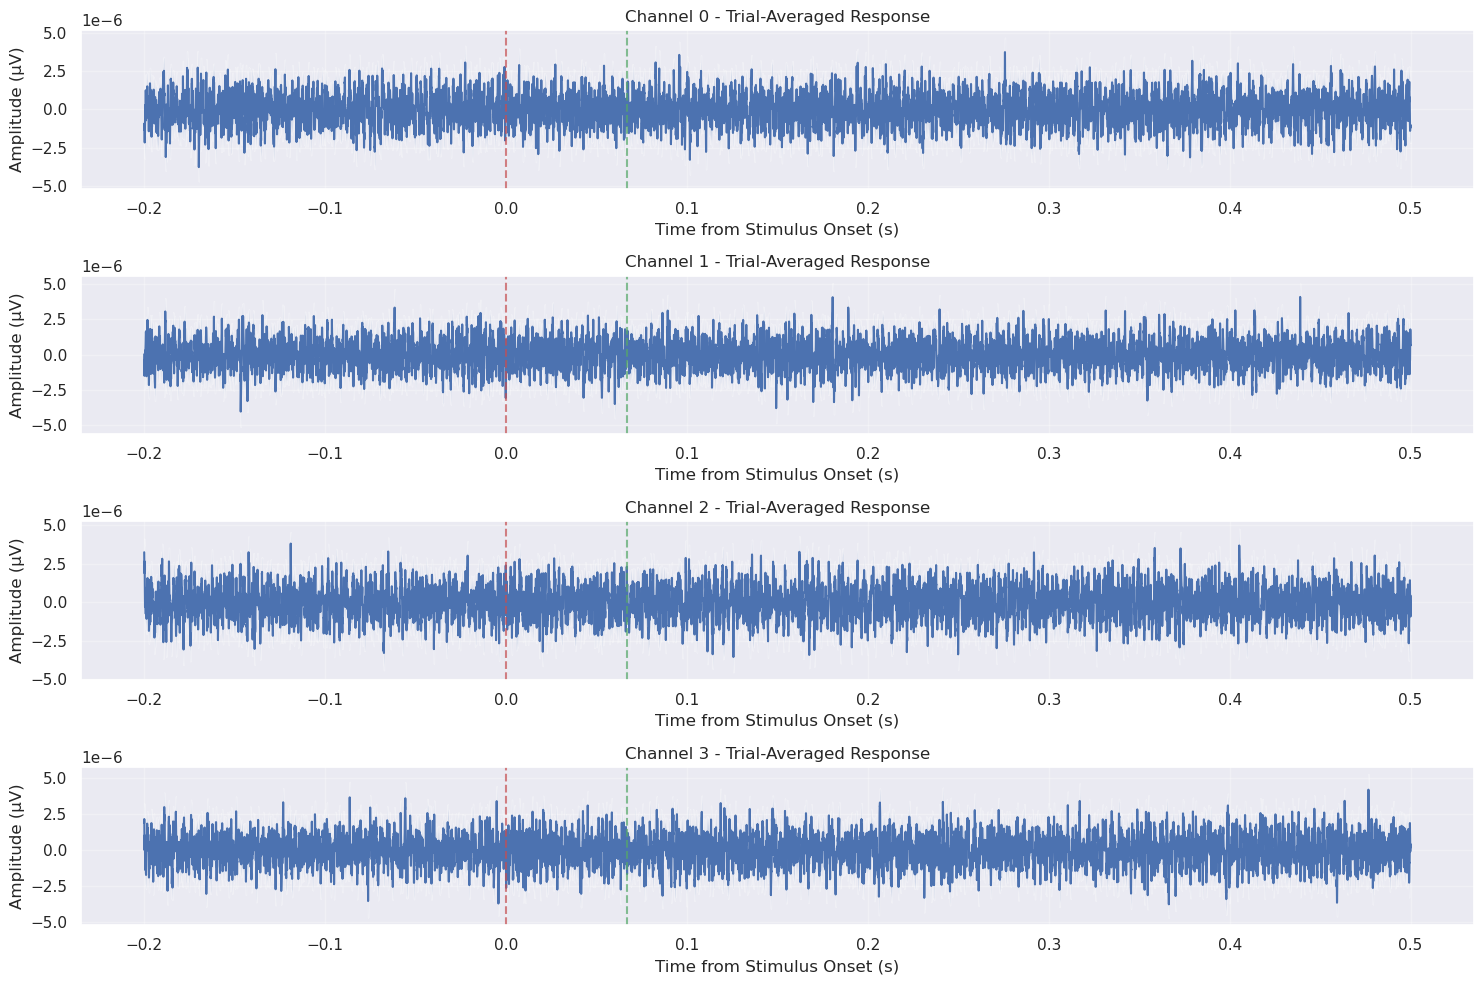 Channel 0 - Trial-Averaged Response
1e−6
5.0
2.5
0.0
−2.5
−5.0
Amplitude (µV)
−0.2 −0.1 0.0 0.1 0.2 0.3 0.4 0.5
Time from Stimulus Onset (s)
Channel 1 - Trial-Averaged Response
1e−6
5.0
2.5
0.0
−2.5
−5.0
Amplitude (µV)
−0.2 −0.1 0.0 0.1 0.2 0.3 0.4 0.5
Time from Stimulus Onset (s)
Channel 2 - Trial-Averaged Response
1e−6
5.0
2.5
0.0
−2.5
−5.0
Amplitude (µV)
−0.2 −0.1 0.0 0.1 0.2 0.3 0.4 0.5
Time from Stimulus Onset (s)
Channel 3 - Trial-Averaged Response
1e−6
5.0
2.5
0.0
−2.5
−5.0
Amplitude (µV)
−0.2 −0.1 0.0 0.1 0.2 0.3 0.4 0.5
Time from Stimulus Onset (s)